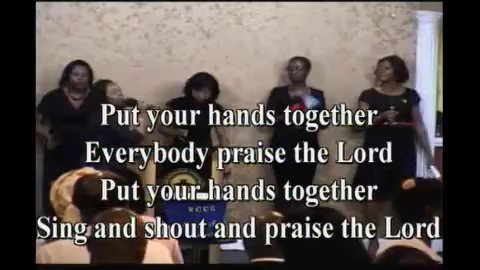 Put your hands together
Everybody praise the Lord
Put your hands together
Sing and shout and praise the Lord
RCCG